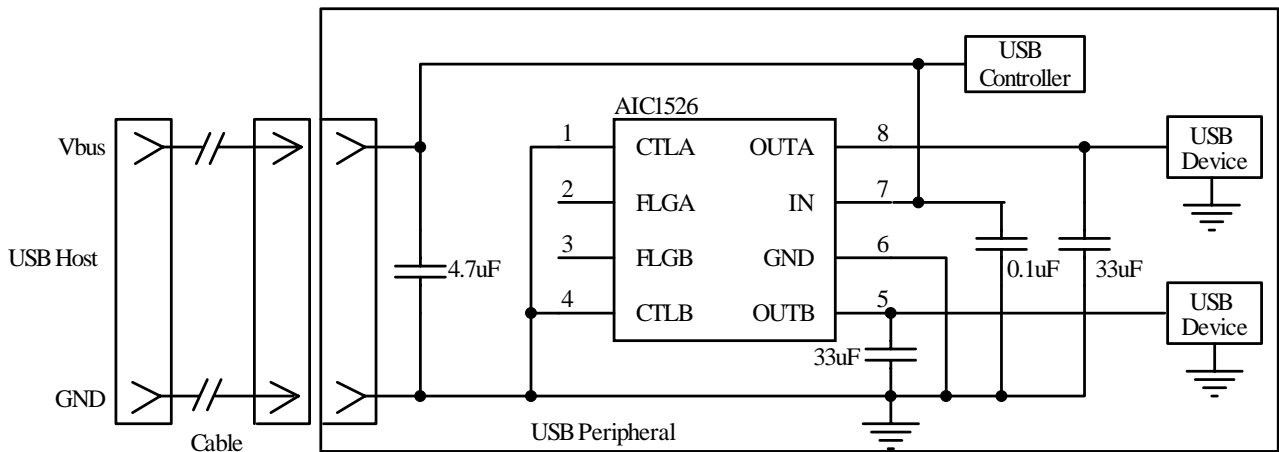 USB
Controller
AIC1526
Vbus
1
CTLA
OUTA
8
USB
Device
2
FLGA
IN
7
USB Host
3
FLGB
GND
6
4.7uF
0.1uF
33uF
4
CTLB
OUTB
5
USB
Device
33uF
GND
Cable
USB Peripheral